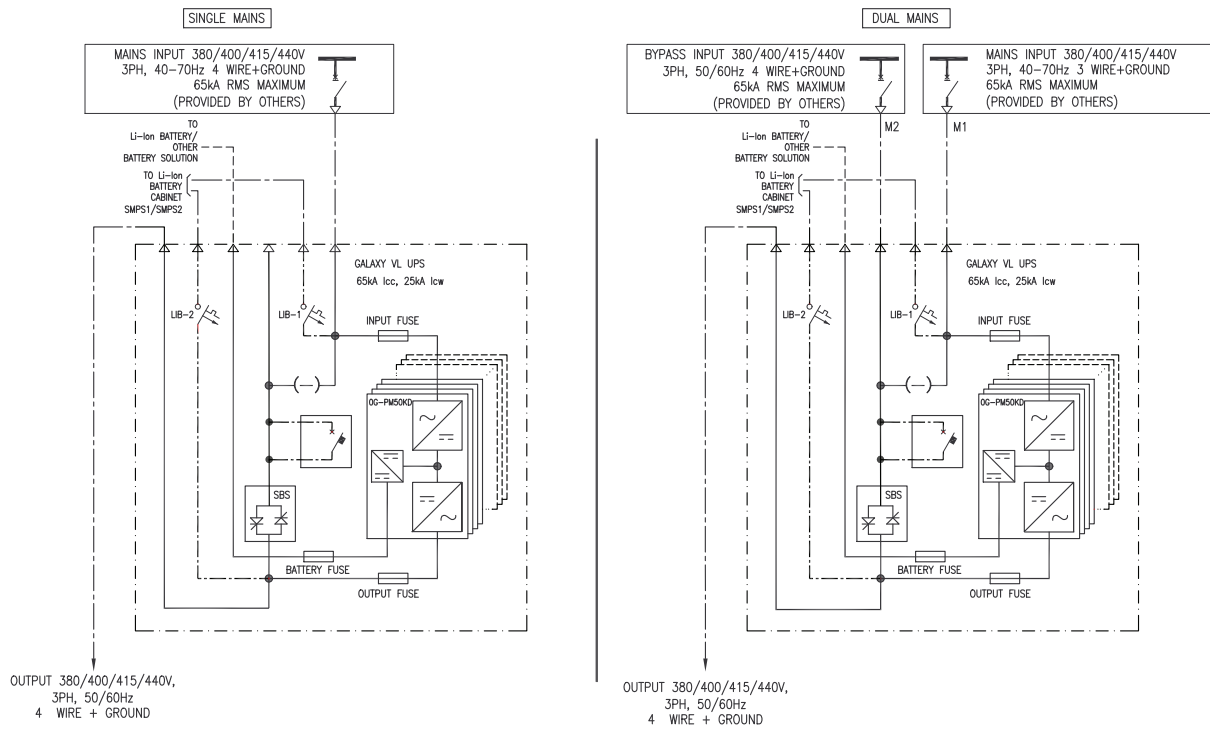 SINGLE MAINS
MAINS INPUT 380/400/415/440V
3PH, 40-70Hz 4 WIRE+GROUND
65kA RMS MAXIMUM
(PROVIDED BY OTHERS)
TO
Li-Ion BATTERY/
OTHER
BATTERY SOLUTION
TO Li-Ion
BATTERY
CABINET
SMPS1/SMPS2
GALAXY VL UPS
65kA Icc, 25kA Icw
LIB-2
LIB-1
INPUT FUSE
OG-PM50KD
SBS
BATTERY FUSE
OUTPUT FUSE
OUTPUT 380/400/415/440V,
3PH, 50/60Hz
4 WIRE + GROUND
DUAL MAINS
BYPASS INPUT 380/400/415/440V
3PH, 50/60Hz 4 WIRE+GROUND
65kA RMS MAXIMUM
(PROVIDED BY OTHERS)
MAINS INPUT 380/400/415/440V
3PH, 40-70Hz 3 WIRE+GROUND
65kA RMS MAXIMUM
(PROVIDED BY OTHERS)
M2
M1
TO
Li-Ion BATTERY/
OTHER
BATTERY SOLUTION
TO Li-Ion
BATTERY
CABINET
SMPS1/SMPS2
GALAXY VL UPS
65kA Icc, 25kA Icw
LIB-2
LIB-1
INPUT FUSE
OG-PM50KD
SBS
BATTERY FUSE
OUTPUT FUSE
OUTPUT 380/400/415/440V,
3PH, 50/60Hz
4 WIRE + GROUND